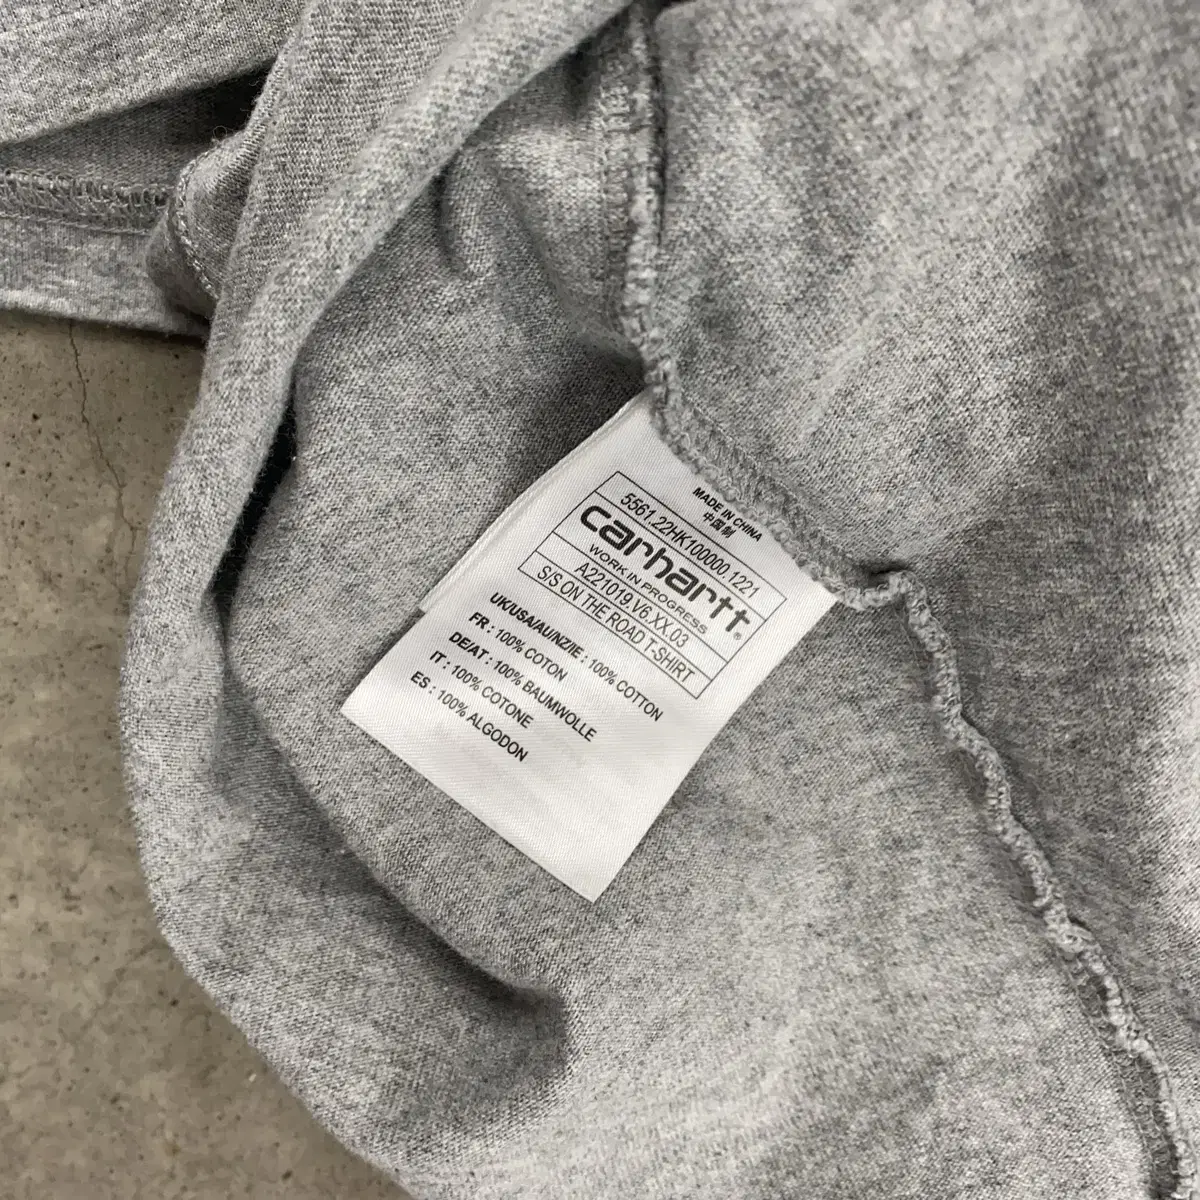 MADE IN CHINA
中国制
5561.22HK100000.1221
carhartt®
WORK IN PROGRESS
A221019.V6.XX.03
S/S ON THE ROAD T-SHIRT
UK/USA/AU/NZ/IE : 100% COTTON
FR : 100% COTON
DE/AT : 100% BAUMWOLLE
IT : 100% COTONE
ES : 100% ALGODON